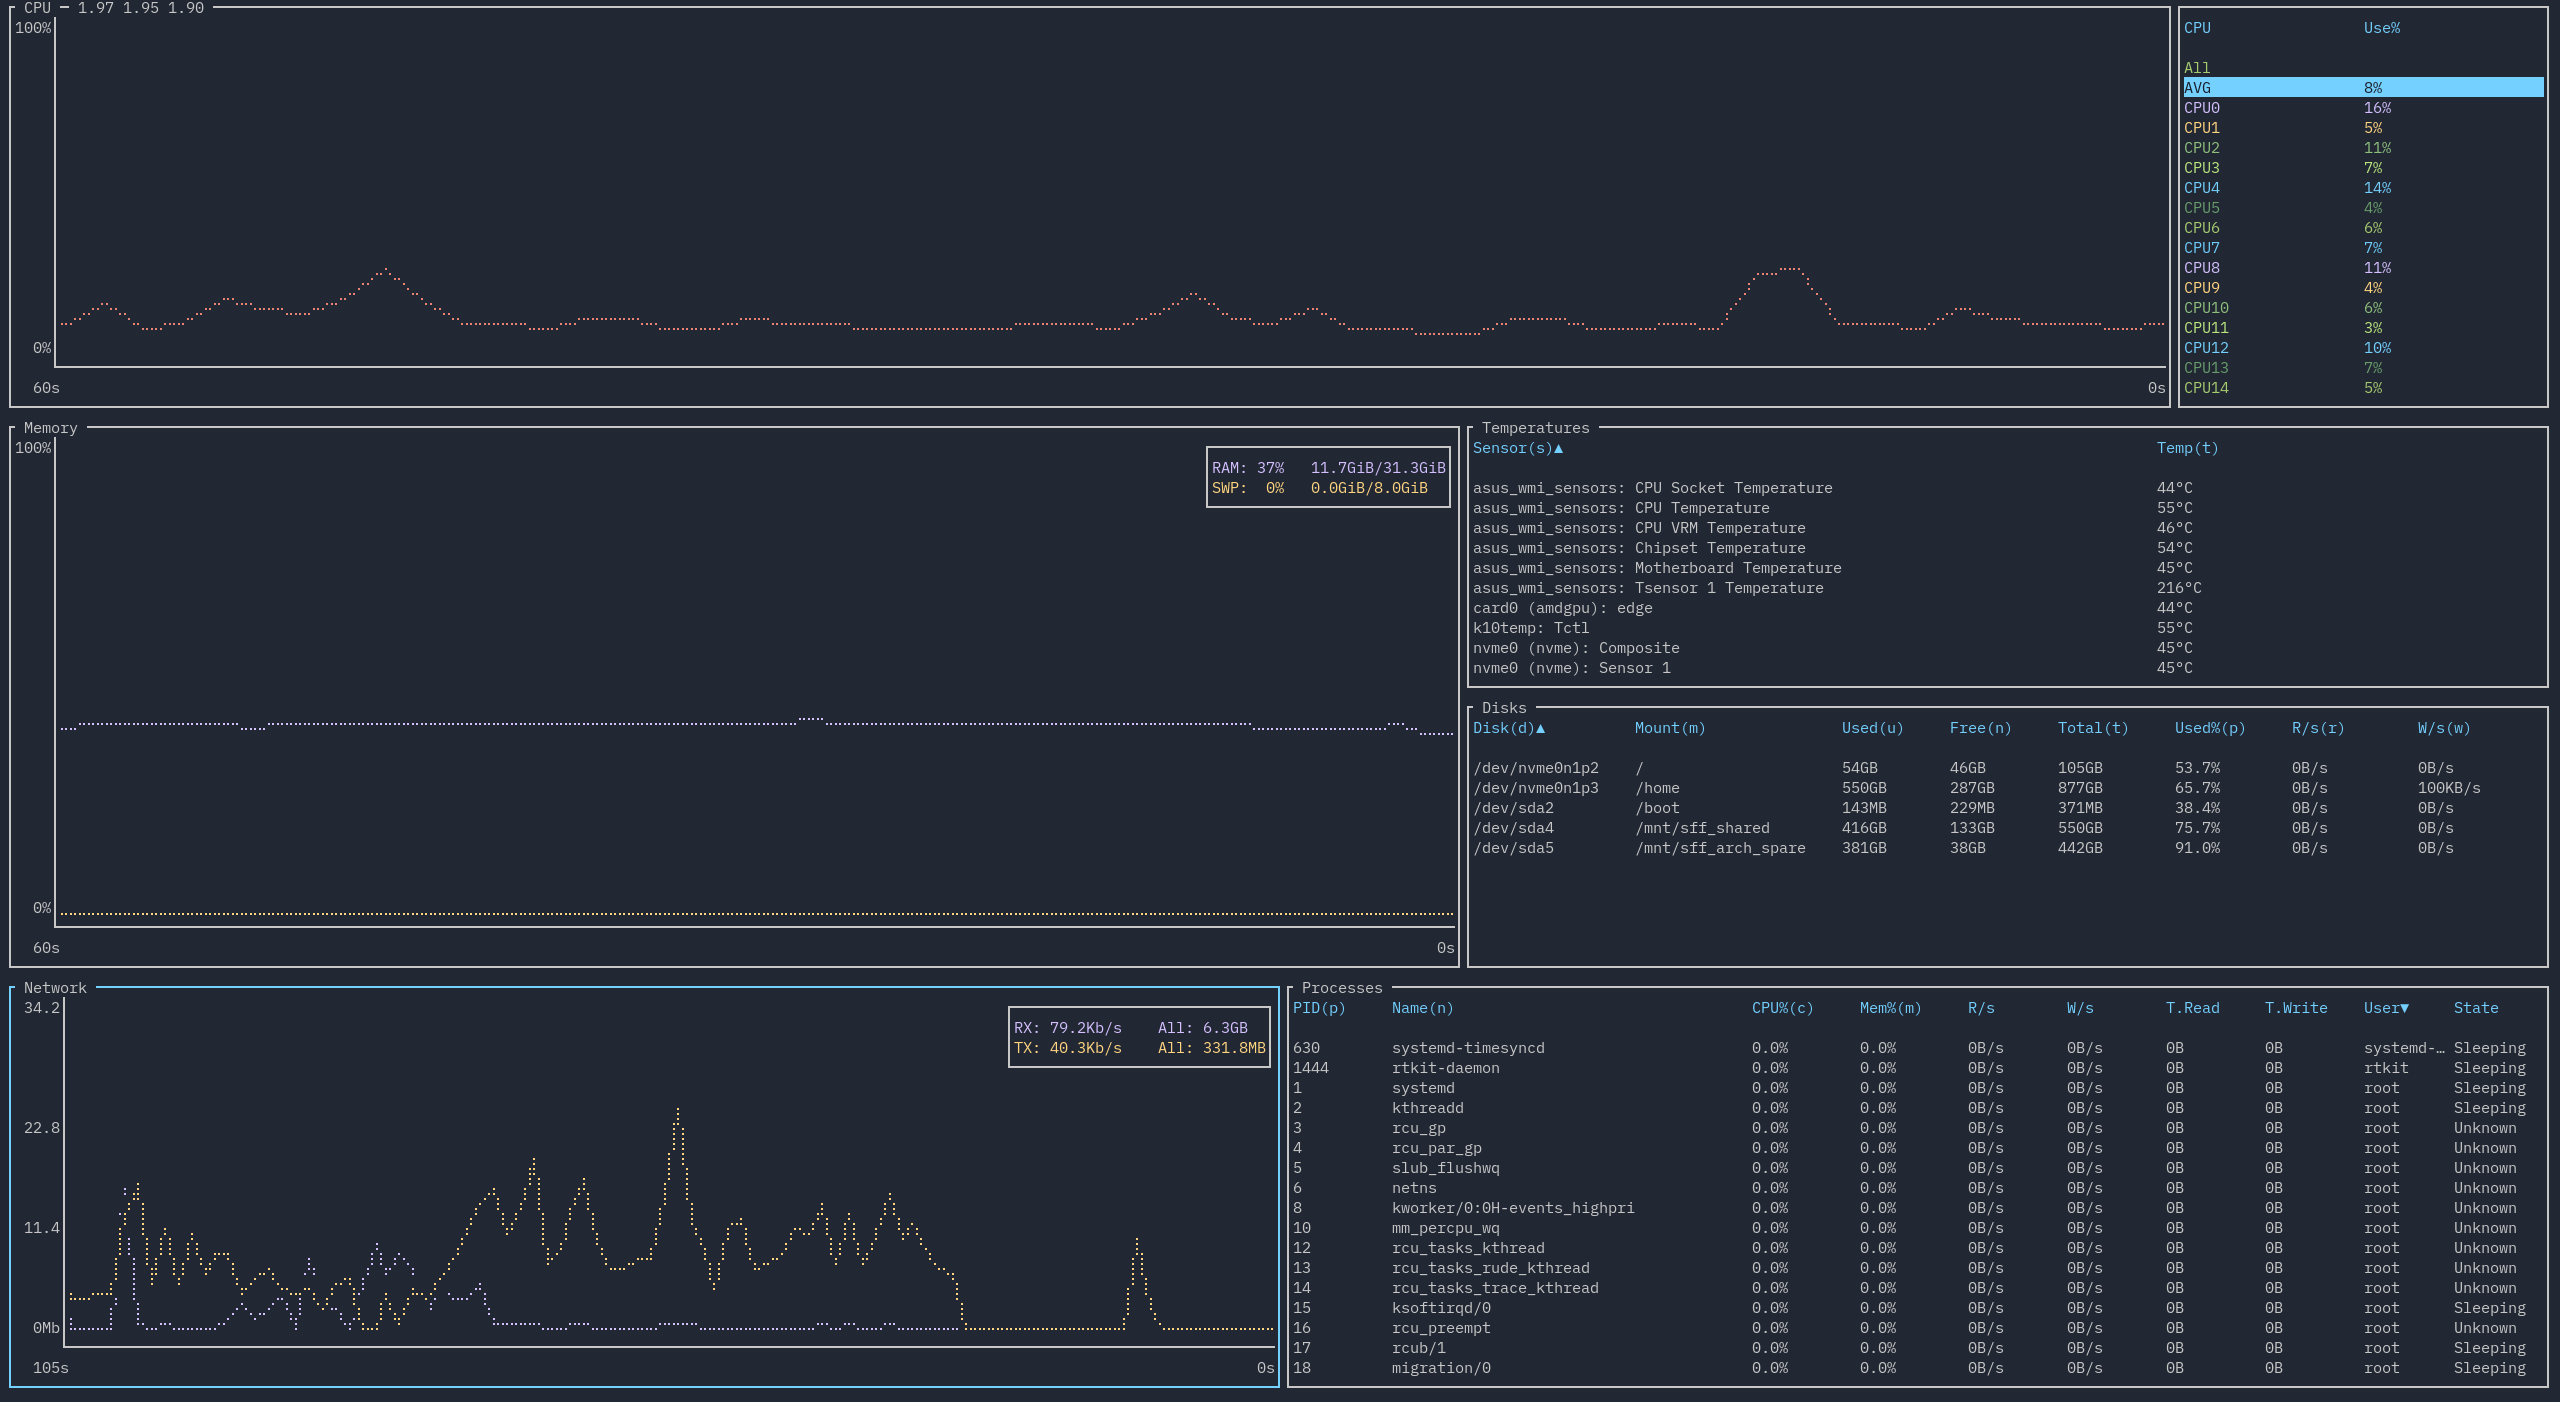 CPU 1.97 1.95 1.90
100%
0%
60s 0s
CPU Use%
All
AVG 8%
CPU0 16%
CPU1 5%
CPU2 11%
CPU3 7%
CPU4 14%
CPU5 4%
CPU6 6%
CPU7 7%
CPU8 11%
CPU9 4%
CPU10 6%
CPU11 3%
CPU12 10%
CPU13 7%
CPU14 5%
Memory
100%
RAM: 37% 11.7GiB/31.3GiB
SWP: 0% 0.0GiB/8.0GiB
0%
60s 0s
Temperatures
Sensor(s)▲ Temp(t)
asus_wmi_sensors: CPU Socket Temperature 44°C
asus_wmi_sensors: CPU Temperature 55°C
asus_wmi_sensors: CPU VRM Temperature 46°C
asus_wmi_sensors: Chipset Temperature 54°C
asus_wmi_sensors: Motherboard Temperature 45°C
asus_wmi_sensors: Tsensor 1 Temperature 216°C
card0 (amdgpu): edge 44°C
k10temp: Tctl 55°C
nvme0 (nvme): Composite 45°C
nvme0 (nvme): Sensor 1 45°C
Disks
Disk(d)▲ Mount(m) Used(u) Free(n) Total(t) Used%(p) R/s(r) W/s(w)
/dev/nvme0n1p2 / 54GB 46GB 105GB 53.7% 0B/s 0B/s
/dev/nvme0n1p3 /home 550GB 287GB 877GB 65.7% 0B/s 100KB/s
/dev/sda2 /boot 143MB 229MB 371MB 38.4% 0B/s 0B/s
/dev/sda4 /mnt/sff_shared 416GB 133GB 550GB 75.7% 0B/s 0B/s
/dev/sda5 /mnt/sff_arch_spare 381GB 38GB 442GB 91.0% 0B/s 0B/s
Network
34.2
RX: 79.2Kb/s All: 6.3GB
TX: 40.3Kb/s All: 331.8MB
22.8
11.4
0Mb
105s 0s
Processes
PID(p) Name(n) CPU%(c) Mem%(m) R/s W/s T.Read T.Write User▼ State
630 systemd-timesyncd 0.0% 0.0% 0B/s 0B/s 0B 0B systemd-… Sleeping
1444 rtkit-daemon 0.0% 0.0% 0B/s 0B/s 0B 0B rtkit Sleeping
1 systemd 0.0% 0.0% 0B/s 0B/s 0B 0B root Sleeping
2 kthreadd 0.0% 0.0% 0B/s 0B/s 0B 0B root Sleeping
3 rcu_gp 0.0% 0.0% 0B/s 0B/s 0B 0B root Unknown
4 rcu_par_gp 0.0% 0.0% 0B/s 0B/s 0B 0B root Unknown
5 slub_flushwq 0.0% 0.0% 0B/s 0B/s 0B 0B root Unknown
6 netns 0.0% 0.0% 0B/s 0B/s 0B 0B root Unknown
8 kworker/0:0H-events_highpri 0.0% 0.0% 0B/s 0B/s 0B 0B root Unknown
10 mm_percpu_wq 0.0% 0.0% 0B/s 0B/s 0B 0B root Unknown
12 rcu_tasks_kthread 0.0% 0.0% 0B/s 0B/s 0B 0B root Unknown
13 rcu_tasks_rude_kthread 0.0% 0.0% 0B/s 0B/s 0B 0B root Unknown
14 rcu_tasks_trace_kthread 0.0% 0.0% 0B/s 0B/s 0B 0B root Unknown
15 ksoftirqd/0 0.0% 0.0% 0B/s 0B/s 0B 0B root Sleeping
16 rcu_preempt 0.0% 0.0% 0B/s 0B/s 0B 0B root Unknown
17 rcub/1 0.0% 0.0% 0B/s 0B/s 0B 0B root Sleeping
18 migration/0 0.0% 0.0% 0B/s 0B/s 0B 0B root Sleeping